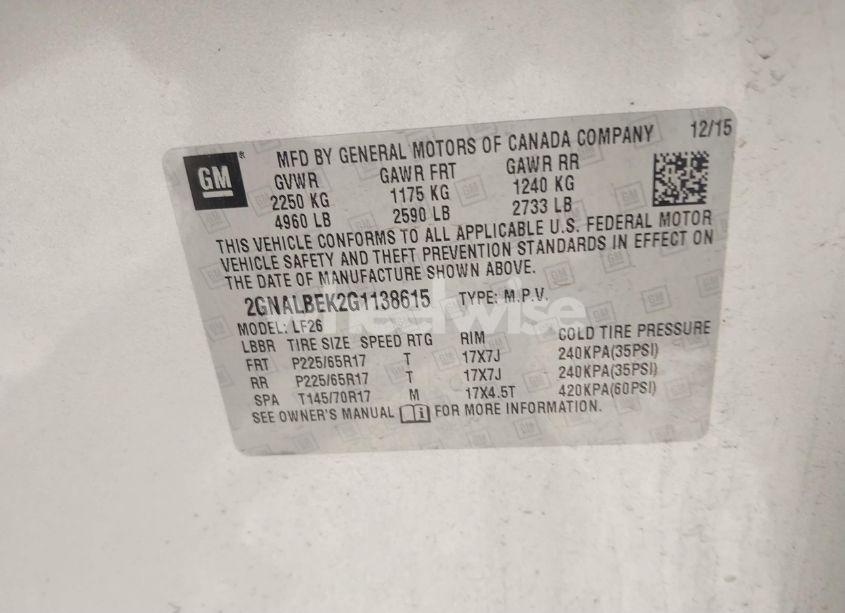 GM ® MFD BY GENERAL MOTORS OF CANADA COMPANY 12/15
GVWR GAWR FRT GAWR RR
2250 KG 1175 KG 1240 KG
4960 LB 2590 LB 2733 LB
THIS VEHICLE CONFORMS TO ALL APPLICABLE U.S. FEDERAL MOTOR
VEHICLE SAFETY AND THEFT PREVENTION STANDARDS IN EFFECT ON
THE DATE OF MANUFACTURE SHOWN ABOVE.
2GNALBEK2G1138615 TYPE: M.P.V.
MODEL: LF26
LBBR TIRE SIZE SPEED RTG RIM COLD TIRE PRESSURE
FRT P225/65R17 T 17X7J 240KPA(35PSI)
RR P225/65R17 T 17X7J 240KPA(35PSI)
SPA T145/70R17 M 17X4.5T 420KPA(60PSI)
SEE OWNER'S MANUAL FOR MORE INFORMATION.